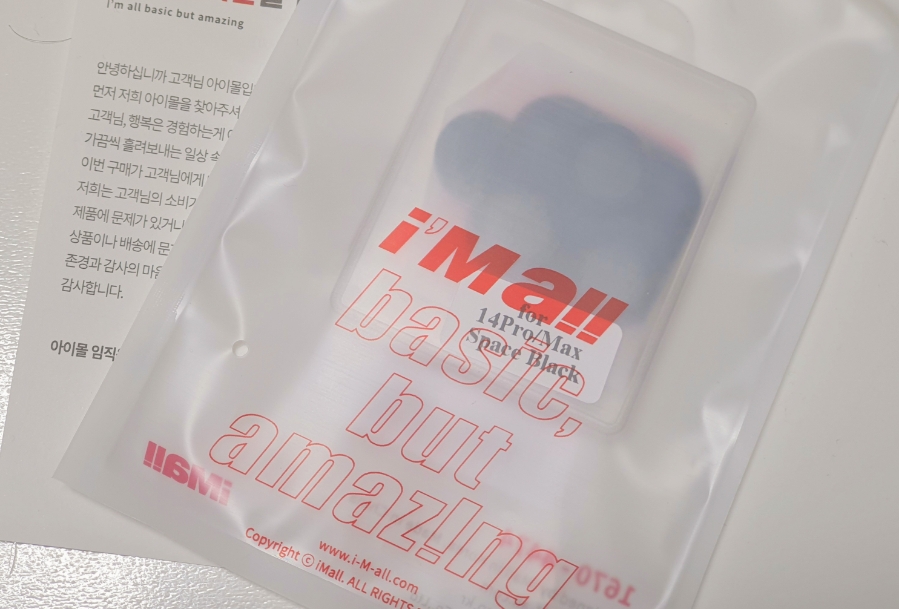 I'm all basic but amazing
안녕하십니까 고객님 아이몰입
먼저 저희 아이몰을 찾아주셔
고객님, 행복은 경험하는게
가끔씩 흘려보내는 일상 속
이번 구매가 고객님에게
저희는 고객님의 소비가
제품에 문제가 있거나
상품이나 배송에 문
존경과 감사의 마음
감사합니다.
아이몰 임직
i'Ma!!
basic,
but
amaz!ng
for
14Pro/Max
Space Black
iMa!!
www.i-M-all.com
Copyright ⓒ iMall. ALL RIGHTS
1670-